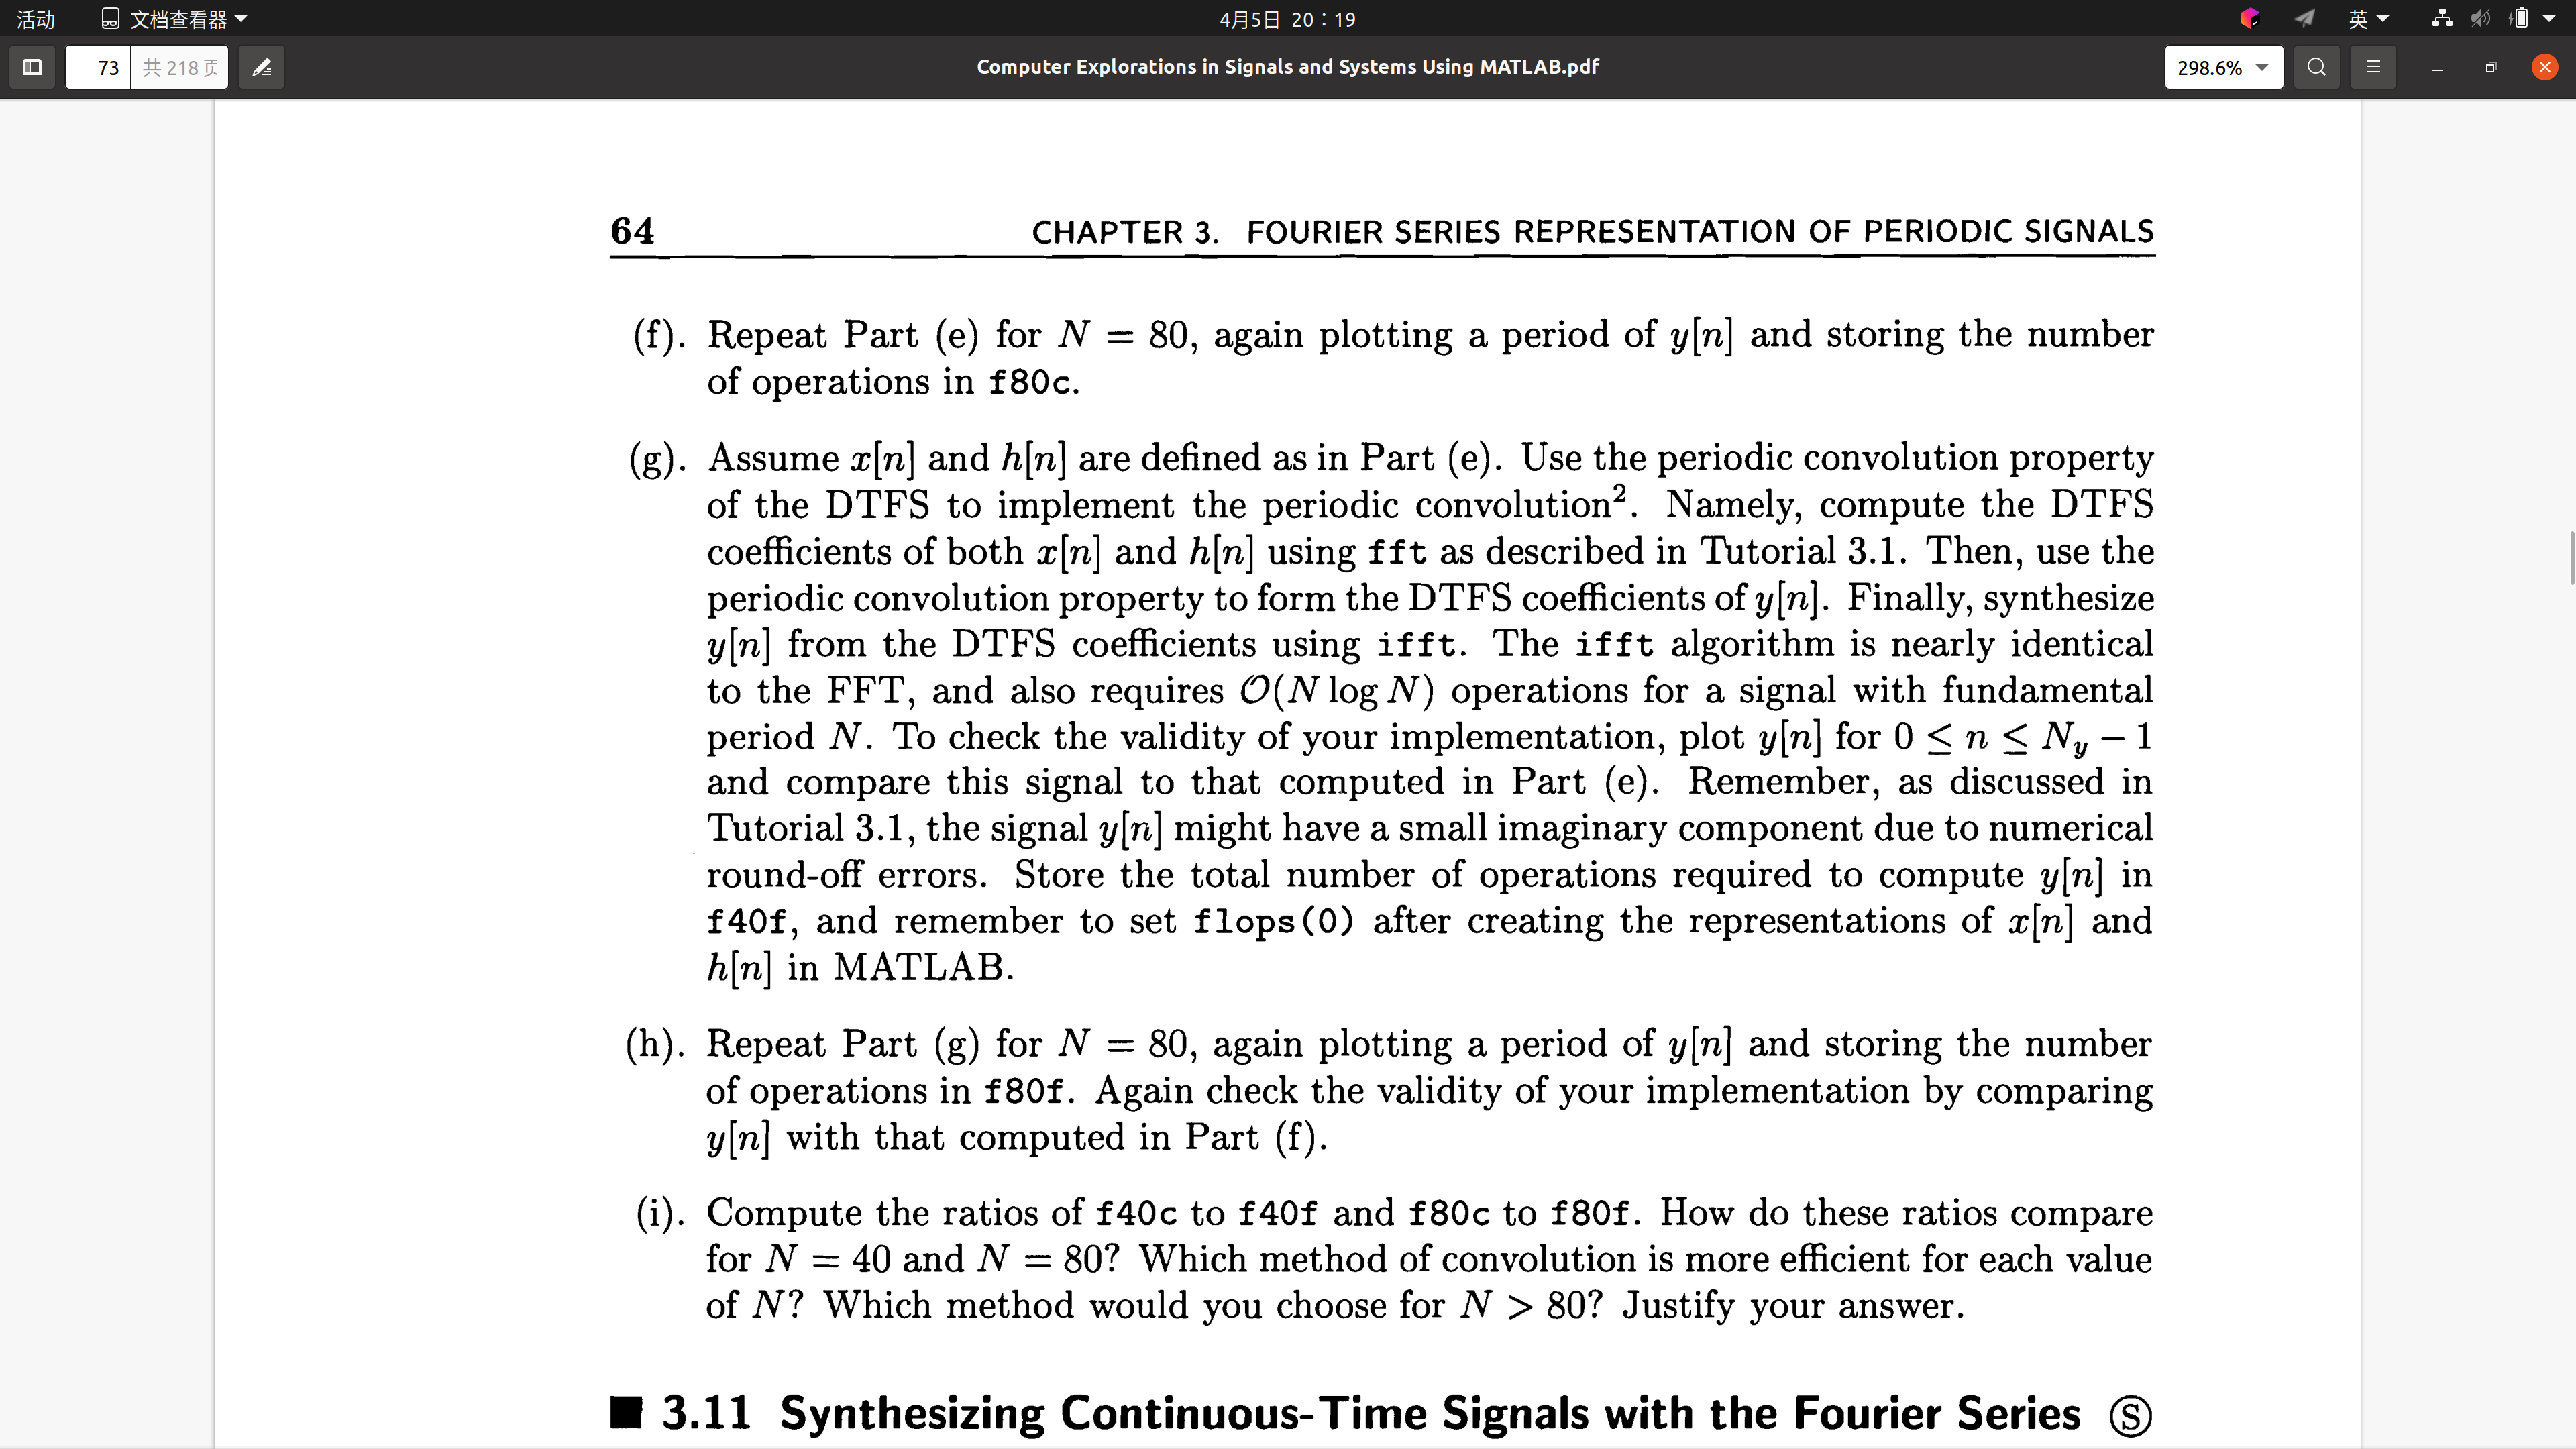 活动 文档查看器 4月5日 20：19 英
73 共 218 页 Computer Explorations in Signals and Systems Using MATLAB.pdf 298.6%
64 CHAPTER 3. FOURIER SERIES REPRESENTATION OF PERIODIC SIGNALS
(f). Repeat Part (e) for N = 80, again plotting a period of y[n] and storing the number
of operations in f80c.
(g). Assume x[n] and h[n] are defined as in Part (e). Use the periodic convolution property
of the DTFS to implement the periodic convolution². Namely, compute the DTFS
coefficients of both x[n] and h[n] using fft as described in Tutorial 3.1. Then, use the
periodic convolution property to form the DTFS coefficients of y[n]. Finally, synthesize
y[n] from the DTFS coefficients using ifft. The ifft algorithm is nearly identical
to the FFT, and also requires O(N log N) operations for a signal with fundamental
period N. To check the validity of your implementation, plot y[n] for 0 ≤ n ≤ Ny − 1
and compare this signal to that computed in Part (e). Remember, as discussed in
Tutorial 3.1, the signal y[n] might have a small imaginary component due to numerical
round-off errors. Store the total number of operations required to compute y[n] in
f40f, and remember to set flops(0) after creating the representations of x[n] and
h[n] in MATLAB.
(h). Repeat Part (g) for N = 80, again plotting a period of y[n] and storing the number
of operations in f80f. Again check the validity of your implementation by comparing
y[n] with that computed in Part (f).
(i). Compute the ratios of f40c to f40f and f80c to f80f. How do these ratios compare
for N = 40 and N = 80? Which method of convolution is more efficient for each value
of N? Which method would you choose for N > 80? Justify your answer.
■ 3.11 Synthesizing Continuous-Time Signals with the Fourier Series Ⓢ